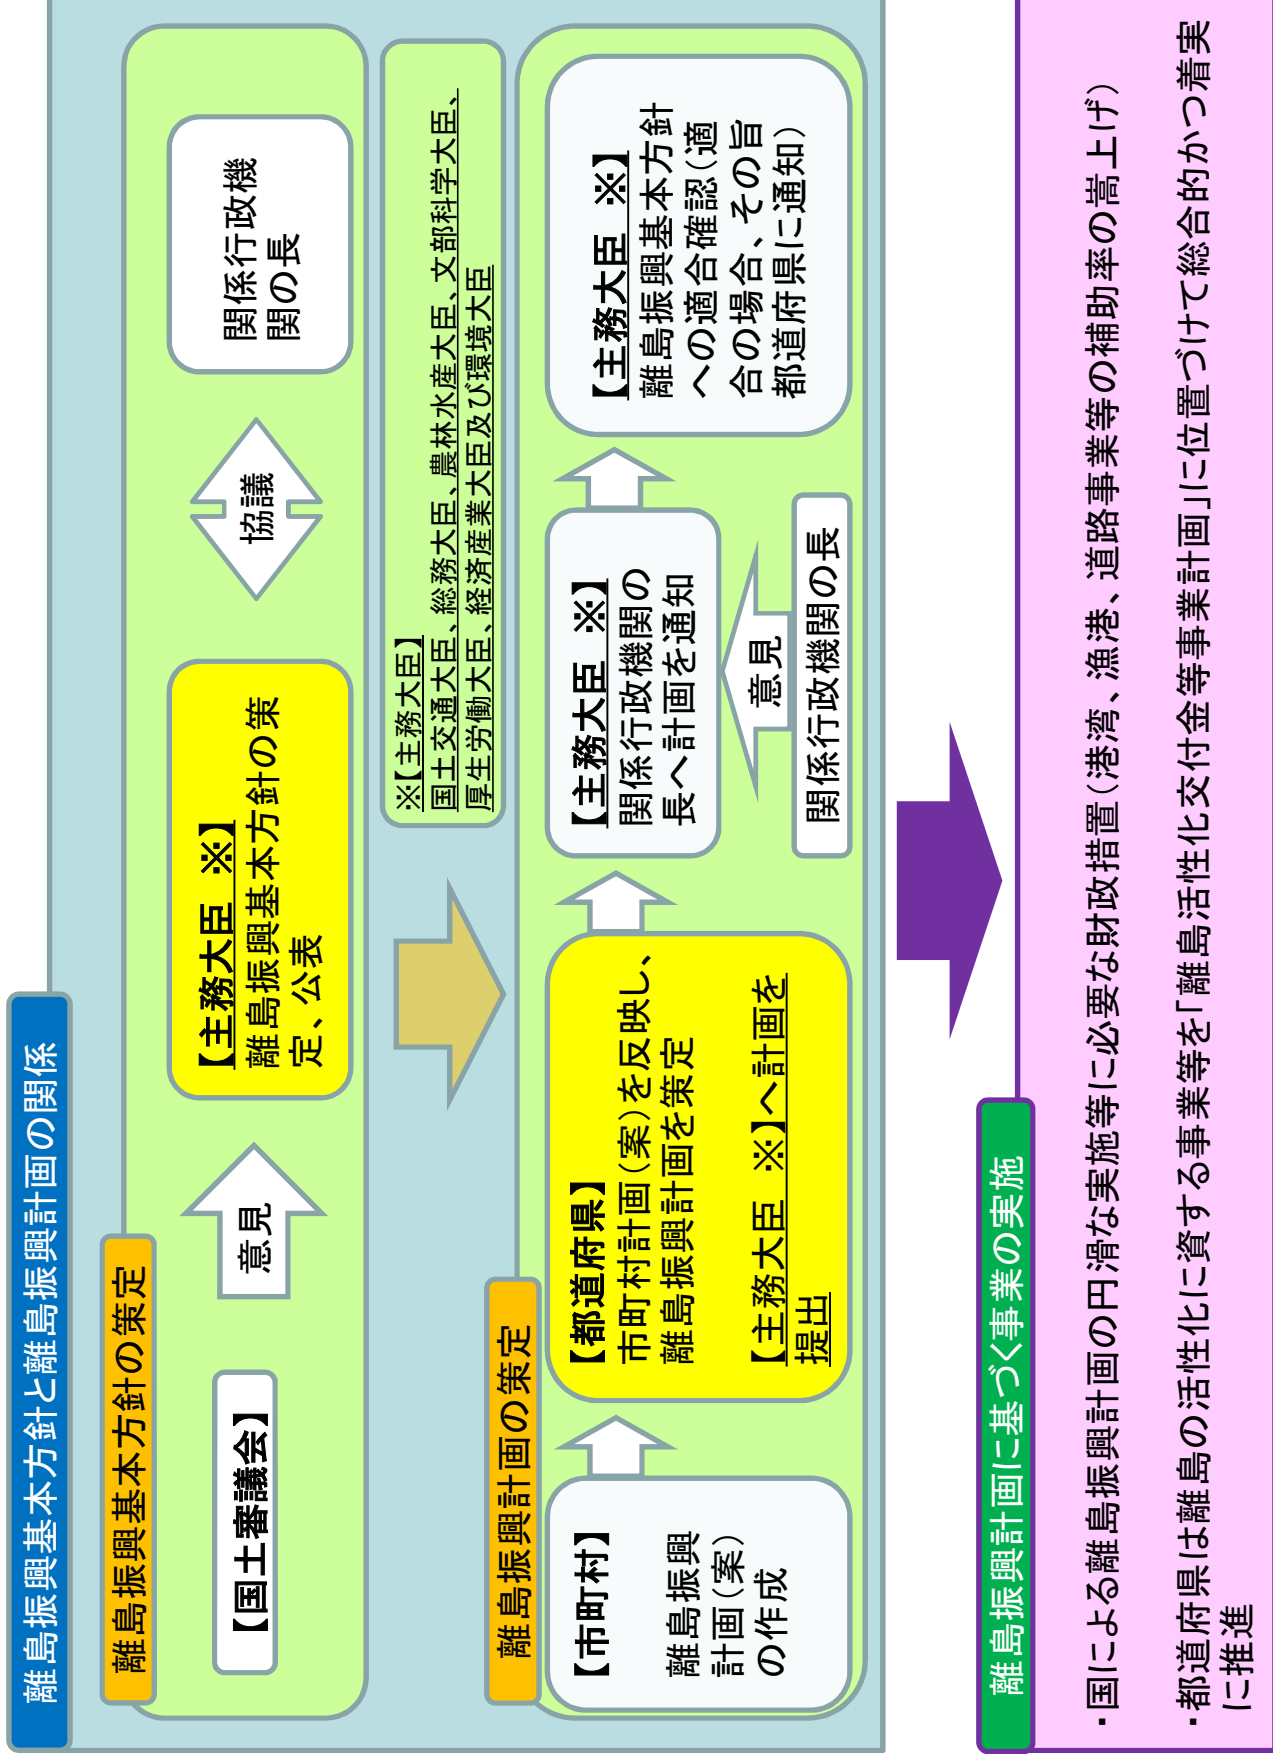 離島振興基本方針と離島振興計画の関係
離島振興基本方針の策定
【国土審議会】
意見
【主務大臣 ※】
離島振興基本方針の策
定、公表
協議
関係行政機
関の長
※【主務大臣】
国土交通大臣、総務大臣、農林水産大臣、文部科学大臣、
厚生労働大臣、経済産業大臣及び環境大臣
離島振興計画の策定
【市町村】
離島振興
計画(案)
の作成
【都道府県】
市町村計画(案)を反映し、
離島振興計画を策定
【主務大臣 ※】へ計画を
提出
【主務大臣 ※】
関係行政機関の
長へ計画を通知
意見
関係行政機関の長
【主務大臣 ※】
離島振興基本方針
への適合確認(適
合の場合、その旨
都道府県に通知)
離島振興計画に基づく事業の実施
・国による離島振興計画の円滑な実施等に必要な財政措置(港湾、漁港、道路事業等の補助率の嵩上げ)
・都道府県は離島の活性化に資する事業等を「離島活性化交付金等事業計画」に位置づけて総合的かつ着実
に推進